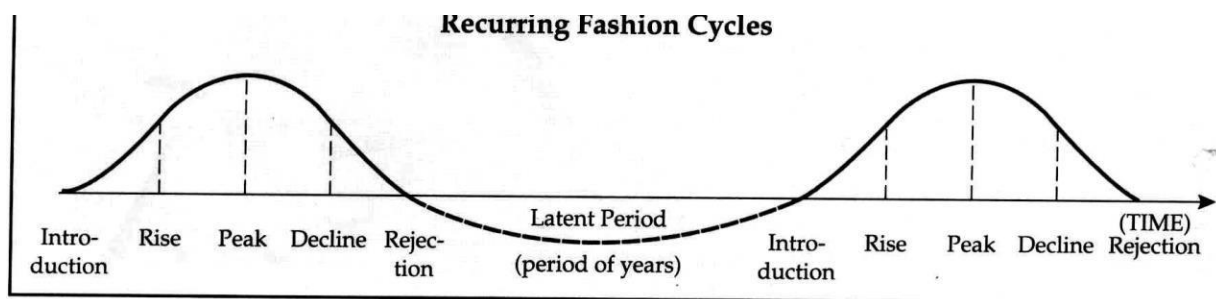 Recurring Fashion Cycles
Latent Period
(TIME)
Intro-
duction
Rise
Peak
Decline
Rejec-
tion
(period of years)
Intro-
duction
Rise
Peak
Decline
Rejection